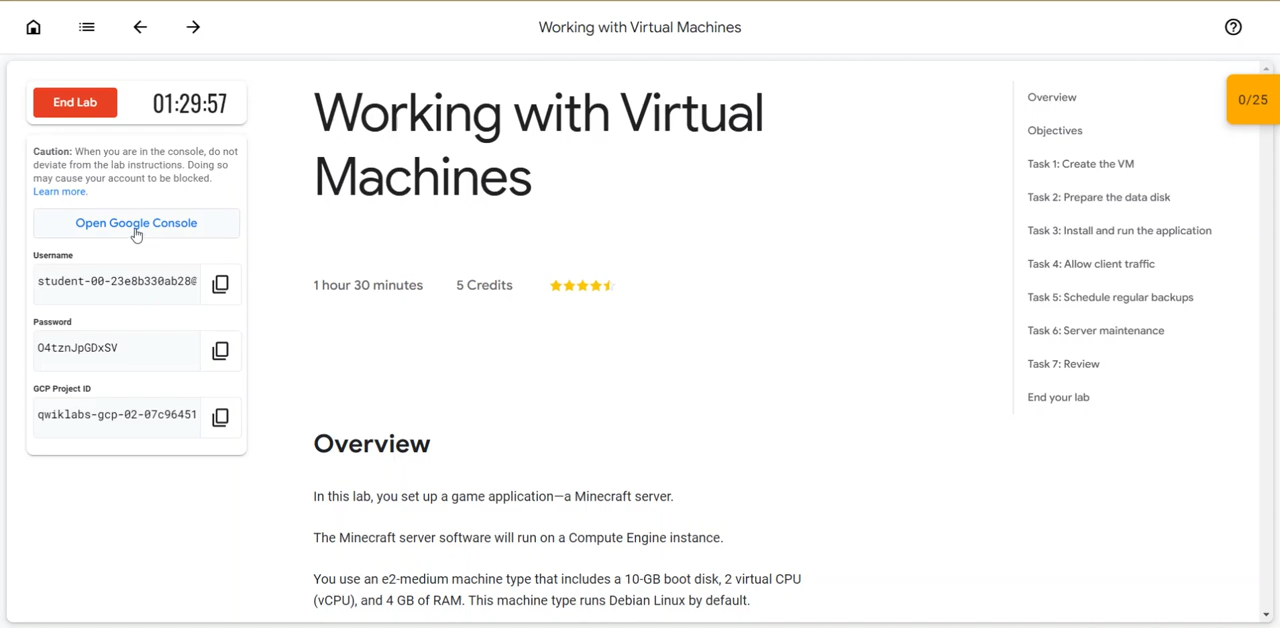 Working with Virtual Machines
End Lab
01:29:57
Caution: When you are in the console, do not
deviate from the lab instructions. Doing so
may cause your account to be blocked.
Learn more.
Open Google Console
Username
student-00-23e8b330ab28@
Password
O4tznJpGDxSV
GCP Project ID
qwiklabs-gcp-02-07c96451
Working with Virtual
Machines
1 hour 30 minutes
5 Credits
Overview
In this lab, you set up a game application—a Minecraft server.
The Minecraft server software will run on a Compute Engine instance.
You use an e2-medium machine type that includes a 10-GB boot disk, 2 virtual CPU
(vCPU), and 4 GB of RAM. This machine type runs Debian Linux by default.
Overview
Objectives
Task 1: Create the VM
Task 2: Prepare the data disk
Task 3: Install and run the application
Task 4: Allow client traffic
Task 5: Schedule regular backups
Task 6: Server maintenance
Task 7: Review
End your lab
0/25